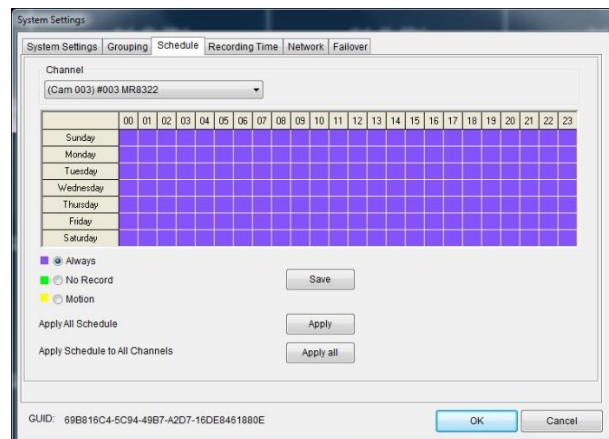 System Settings
System Settings Grouping Schedule Recording Time Network Failover
Channel
(Cam 003) #003 MR8322
00 01 02 03 04 05 06 07 08 09 10 11 12 13 14 15 16 17 18 19 20 21 22 23
Sunday
Monday
Tuesday
Wednesday
Thursday
Friday
Saturday
Always
No Record Save
Motion
Apply All Schedule Apply
Apply Schedule to All Channels Apply all
GUID: 69B816C4-5C94-49B7-A2D7-16DE8461880E OK Cancel